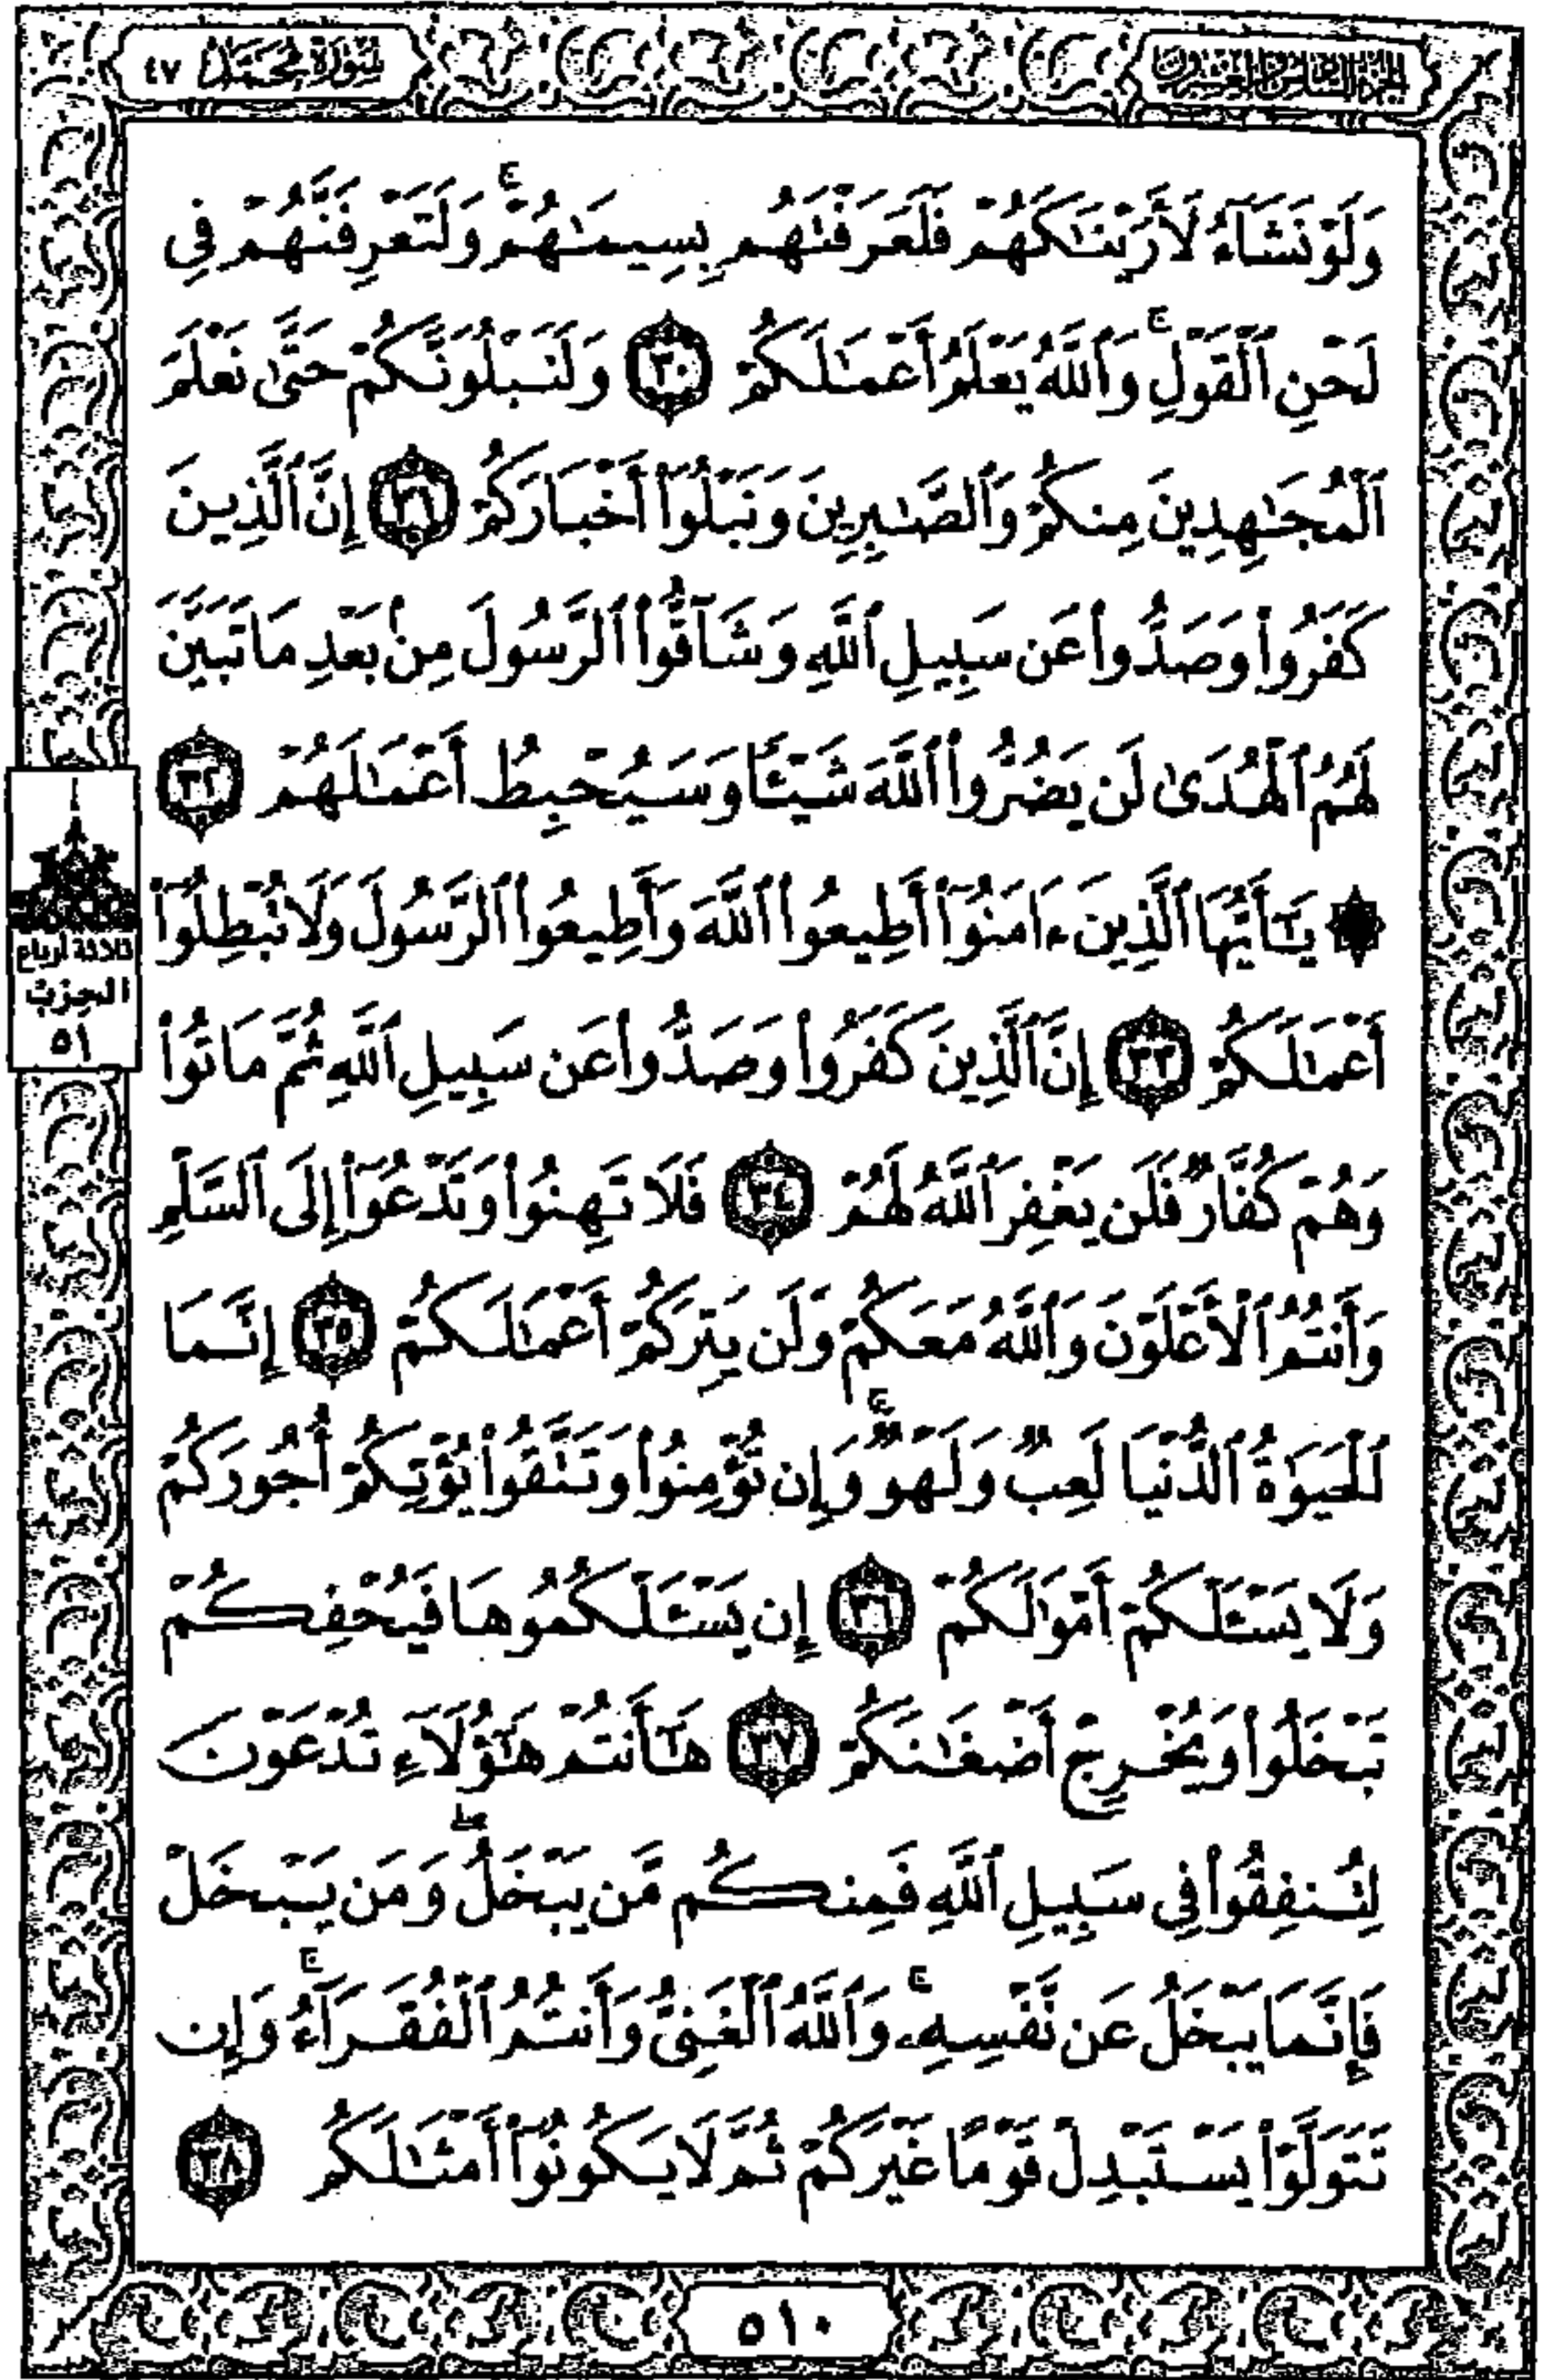 الجزء السادس والعشرون
سورة محمد ٤٧
وَلَوْ نَشَآءُ لَأَرَيْنَٰكَهُمْ فَلَعَرَفْتَهُم بِسِيمَٰهُمْ ۚ وَلَتَعْرِفَنَّهُمْ فِى
لَحْنِ ٱلْقَوْلِ ۚ وَٱللَّهُ يَعْلَمُ أَعْمَٰلَكُمْ ٣٠ وَلَنَبْلُوَنَّكُمْ حَتَّىٰ نَعْلَمَ
ٱلْمُجَٰهِدِينَ مِنكُمْ وَٱلصَّٰبِرِينَ وَنَبْلُوَا۟ أَخْبَارَكُمْ ٣١ إِنَّ ٱلَّذِينَ
كَفَرُوا۟ وَصَدُّوا۟ عَن سَبِيلِ ٱللَّهِ وَشَآقُّوا۟ ٱلرَّسُولَ مِنۢ بَعْدِ مَا تَبَيَّنَ
لَهُمُ ٱلْهُدَىٰ لَن يَضُرُّوا۟ ٱللَّهَ شَيْـًٔا وَسَيُحْبِطُ أَعْمَٰلَهُمْ ٣٢
۞ يَٰٓأَيُّهَا ٱلَّذِينَ ءَامَنُوٓا۟ أَطِيعُوا۟ ٱللَّهَ وَأَطِيعُوا۟ ٱلرَّسُولَ وَلَا تُبْطِلُوٓا۟
أَعْمَٰلَكُمْ ٣٣ إِنَّ ٱلَّذِينَ كَفَرُوا۟ وَصَدُّوا۟ عَن سَبِيلِ ٱللَّهِ ثُمَّ مَاتُوا۟
وَهُمْ كُفَّارٌ فَلَن يَغْفِرَ ٱللَّهُ لَهُمْ ٣٤ فَلَا تَهِنُوا۟ وَتَدْعُوٓا۟ إِلَى ٱلسَّلْمِ
وَأَنتُمُ ٱلْأَعْلَوْنَ وَٱللَّهُ مَعَكُمْ وَلَن يَتِرَكُمْ أَعْمَٰلَكُمْ ٣٥ إِنَّمَا
ٱلْحَيَوٰةُ ٱلدُّنْيَا لَعِبٌ وَلَهْوٌ ۚ وَإِن تُؤْمِنُوا۟ وَتَتَّقُوا۟ يُؤْتِكُمْ أُجُورَكُمْ
وَلَا يَسْـَٔلْكُمْ أَمْوَٰلَكُمْ ٣٦ إِن يَسْـَٔلْكُمُوهَا فَيُحْفِكُمْ
تَبْخَلُوا۟ وَيُخْرِجْ أَضْغَٰنَكُمْ ٣٧ هَٰٓأَنتُمْ هَٰٓؤُلَآءِ تُدْعَوْنَ
لِتُنفِقُوا۟ فِى سَبِيلِ ٱللَّهِ فَمِنكُم مَّن يَبْخَلُ ۖ وَمَن يَبْخَلْ
فَإِنَّمَا يَبْخَلُ عَن نَّفْسِهِۦ ۚ وَٱللَّهُ ٱلْغَنِىُّ وَأَنتُمُ ٱلْفُقَرَآءُ ۚ وَإِن
تَتَوَلَّوْا۟ يَسْتَبْدِلْ قَوْمًا غَيْرَكُمْ ثُمَّ لَا يَكُونُوٓا۟ أَمْثَٰلَكُم ٣٨
ثلاثة أرباع
الحزب
٥١
٥١٠